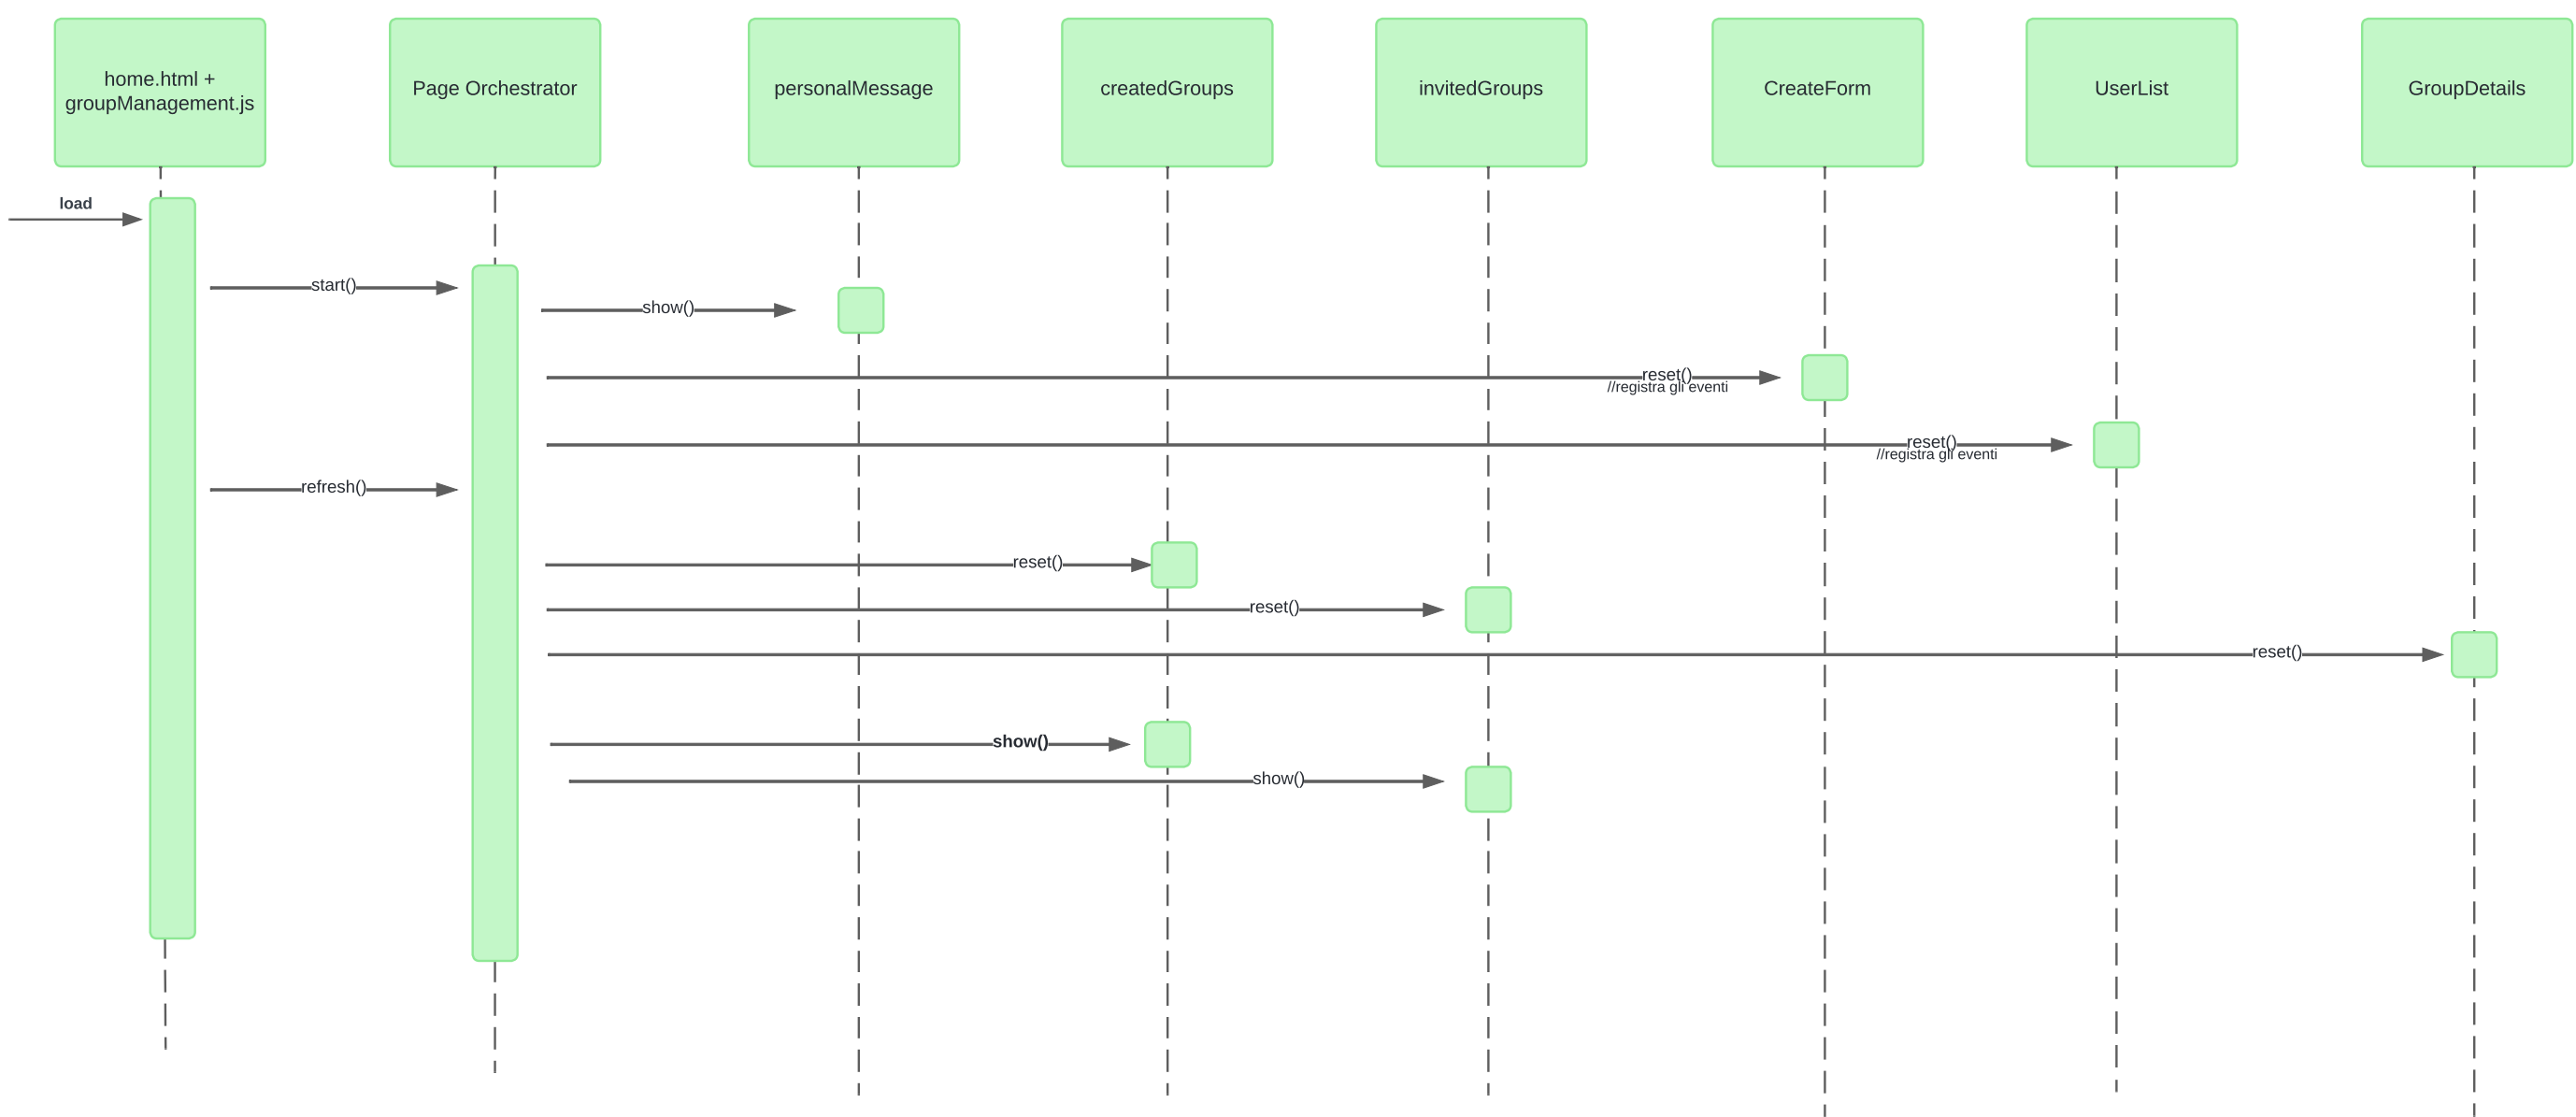 home.html +
groupManagement.js
Page Orchestrator
personalMessage
createdGroups
invitedGroups
CreateForm
UserList
GroupDetails
load
start()
show()
reset()
//registra gli eventi
reset()
//registra gli eventi
refresh()
reset()
reset()
reset()
show()
show()